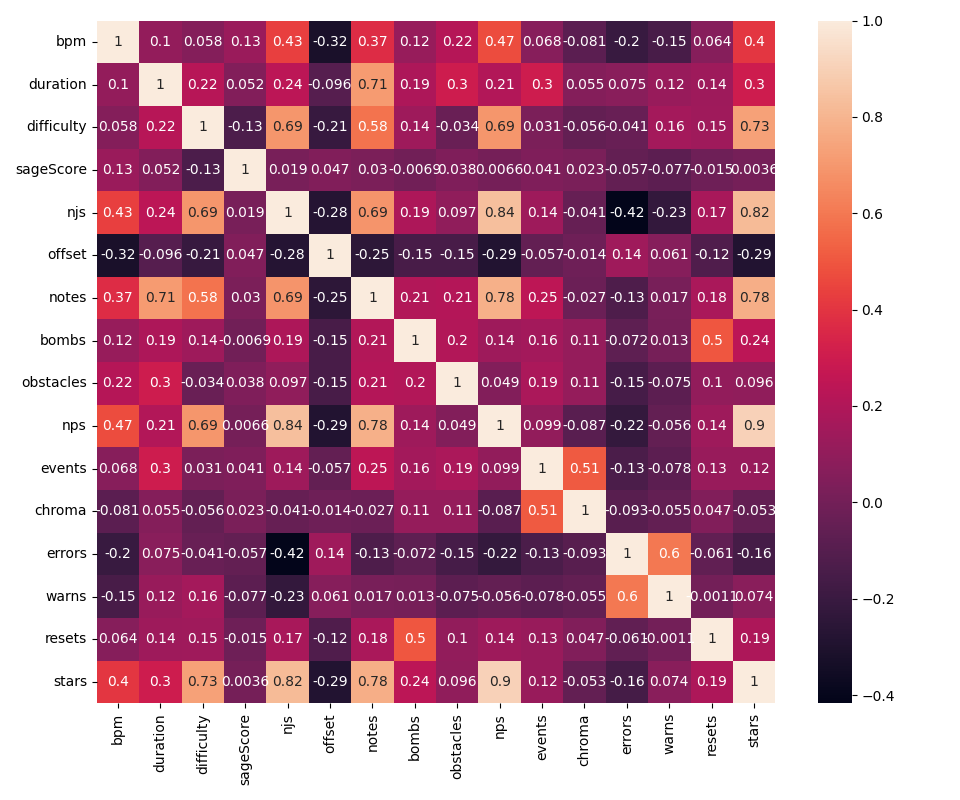 bpm 1 0.1 0.058 0.13 0.43 -0.32 0.37 0.12 0.22 0.47 0.068 -0.081 -0.2 -0.15 0.064 0.4
duration 0.1 1 0.22 0.052 0.24 -0.096 0.71 0.19 0.3 0.21 0.3 0.055 0.075 0.12 0.14 0.3
difficulty 0.058 0.22 1 -0.13 0.69 -0.21 0.58 0.14 -0.034 0.69 0.031 -0.056 -0.041 0.16 0.15 0.73
sageScore 0.13 0.052 -0.13 1 0.019 0.047 0.03 -0.0069 0.038 0.0066 0.041 0.023 -0.057 -0.077 -0.015 0.0036
njs 0.43 0.24 0.69 0.019 1 -0.28 0.69 0.19 0.097 0.84 0.14 -0.041 -0.42 -0.23 0.17 0.82
offset -0.32 -0.096 -0.21 0.047 -0.28 1 -0.25 -0.15 -0.15 -0.29 -0.057 -0.014 0.14 0.061 -0.12 -0.29
notes 0.37 0.71 0.58 0.03 0.69 -0.25 1 0.21 0.21 0.78 0.25 -0.027 -0.13 0.017 0.18 0.78
bombs 0.12 0.19 0.14 -0.0069 0.19 -0.15 0.21 1 0.2 0.14 0.16 0.11 -0.072 0.013 0.5 0.24
obstacles 0.22 0.3 -0.034 0.038 0.097 -0.15 0.21 0.2 1 0.049 0.19 0.11 -0.15 -0.075 0.1 0.096
nps 0.47 0.21 0.69 0.0066 0.84 -0.29 0.78 0.14 0.049 1 0.099 -0.087 -0.22 -0.056 0.14 0.9
events 0.068 0.3 0.031 0.041 0.14 -0.057 0.25 0.16 0.19 0.099 1 0.51 -0.13 -0.078 0.13 0.12
chroma -0.081 0.055 -0.056 0.023 -0.041 -0.014 -0.027 0.11 0.11 -0.087 0.51 1 -0.093 -0.055 0.047 -0.053
errors -0.2 0.075 -0.041 -0.057 -0.42 0.14 -0.13 -0.072 -0.15 -0.22 -0.13 -0.093 1 0.6 -0.061 -0.16
warns -0.15 0.12 0.16 -0.077 -0.23 0.061 0.017 0.013 -0.075 -0.056 -0.078 -0.055 0.6 1 0.0011 0.074
resets 0.064 0.14 0.15 -0.015 0.17 -0.12 0.18 0.5 0.1 0.14 0.13 0.047 -0.061 0.0011 1 0.19
stars 0.4 0.3 0.73 0.0036 0.82 -0.29 0.78 0.24 0.096 0.9 0.12 -0.053 -0.16 0.074 0.19 1
bpm duration difficulty sageScore njs offset notes bombs obstacles nps events chroma errors warns resets stars
1.0
0.8
0.6
0.4
0.2
0.0
−0.2
−0.4